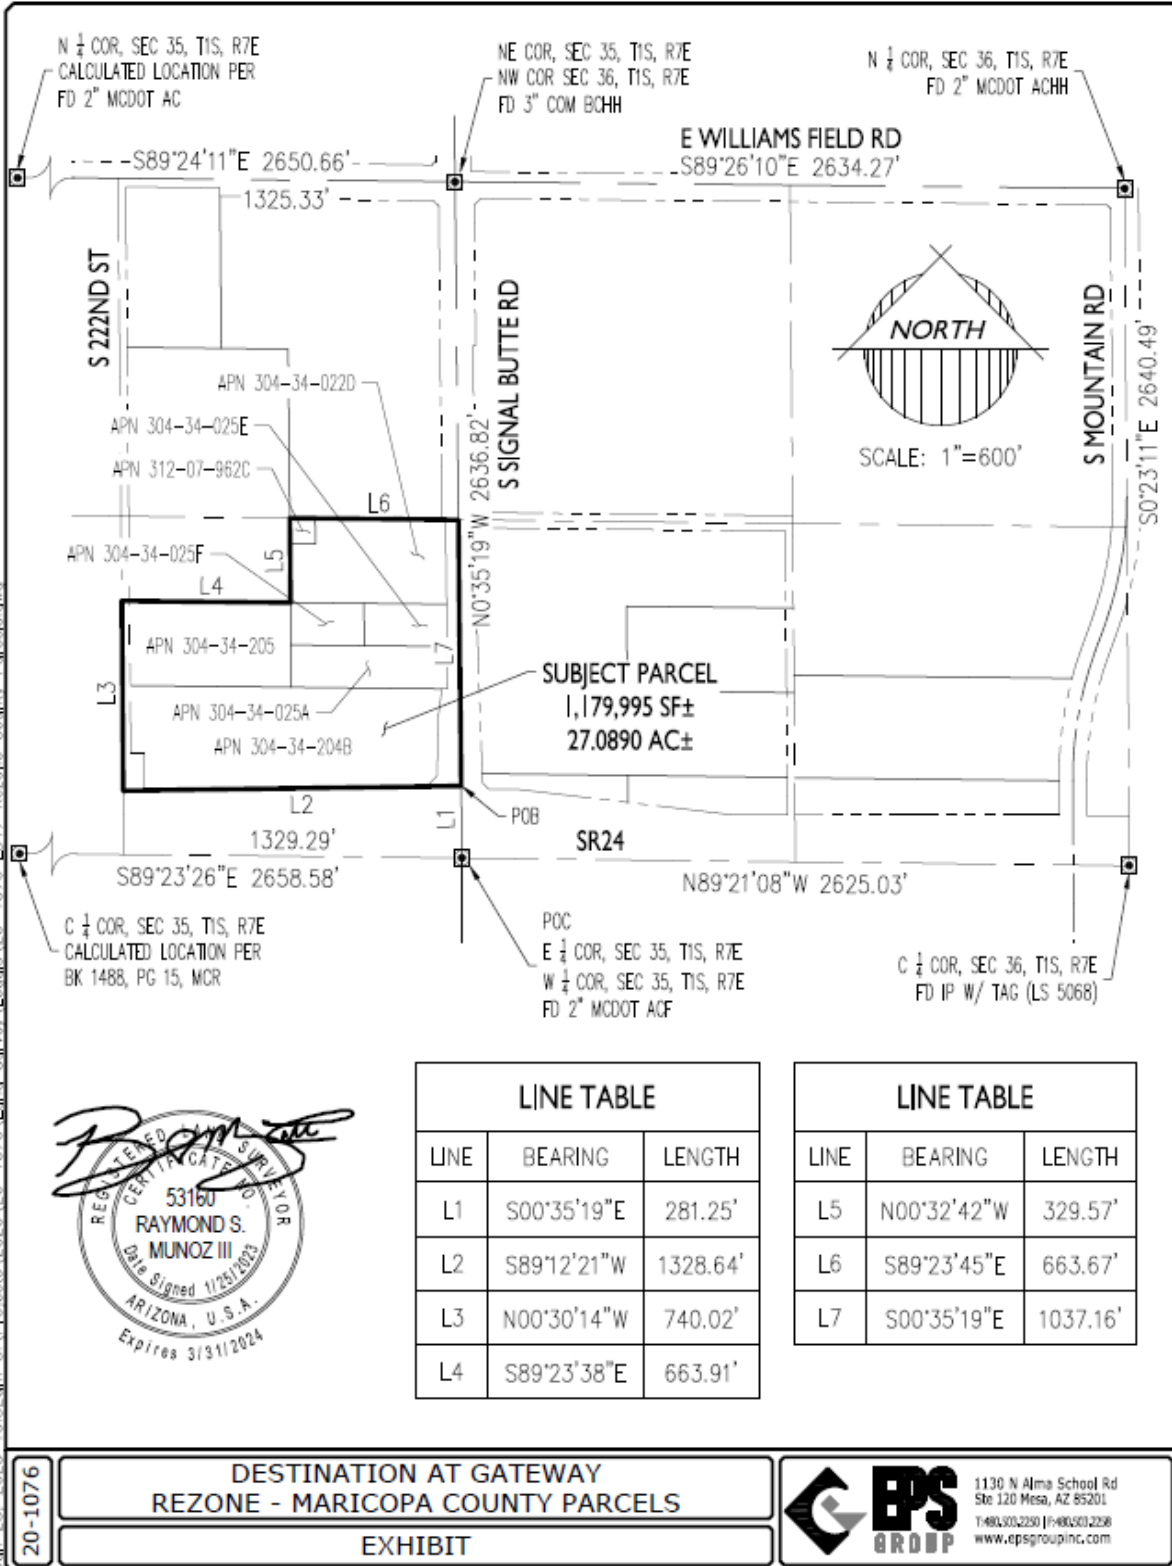 N 1/4 COR, SEC 35, T1S, R7E
CALCULATED LOCATION PER
FD 2" MCDOT AC
NE COR, SEC 35, T1S, R7E
NW COR SEC 36, T1S, R7E
FD 3" COM BCHH
N 1/4 COR, SEC 36, T1S, R7E
FD 2" MCDOT ACHH
E WILLIAMS FIELD RD
S89°24'11"E 2650.66'
S89°26'10"E 2634.27'
1325.33'
S 222ND ST
S SIGNAL BUTTE RD
N0°35'19"W 2636.82'
NORTH
SCALE: 1"=600'
S MOUNTAIN RD
S0°23'11"E 2640.49'
APN 304-34-022D
APN 304-34-025E
APN 312-07-962C
L6
APN 304-34-025F
L5
L4
APN 304-34-205
L7
L3
SUBJECT PARCEL
1,179,995 SF±
27.0890 AC±
APN 304-34-025A
APN 304-34-204B
L2
L1
POB
1329.29'
SR24
S89°23'26"E 2658.58'
N89°21'08"W 2625.03'
C 1/4 COR, SEC 35, T1S, R7E
CALCULATED LOCATION PER
BK 1488, PG 15, MCR
POC
E 1/4 COR, SEC 35, T1S, R7E
W 1/4 COR, SEC 35, T1S, R7E
FD 2" MCDOT ACF
C 1/4 COR, SEC 36, T1S, R7E
FD IP W/ TAG (LS 5068)
REGISTERED LAND SURVEYOR
CERTIFICATE NO.
53160
RAYMOND S.
MUNOZ III
Date Signed 1/25/2023
ARIZONA, U.S.A.
Expires 3/31/2024
LINE TABLE
LINE BEARING LENGTH
L1 S00°35'19"E 281.25'
L2 S89°12'21"W 1328.64'
L3 N00°30'14"W 740.02'
L4 S89°23'38"E 663.91'
LINE TABLE
LINE BEARING LENGTH
L5 N00°32'42"W 329.57'
L6 S89°23'45"E 663.67'
L7 S00°35'19"E 1037.16'
20-1076
DESTINATION AT GATEWAY
REZONE - MARICOPA COUNTY PARCELS
EXHIBIT
EPS
GROUP
1130 N Alma School Rd
Ste 120 Mesa, AZ 85201
T:480.503.2250 | F:480.503.2258
www.epsgroupinc.com